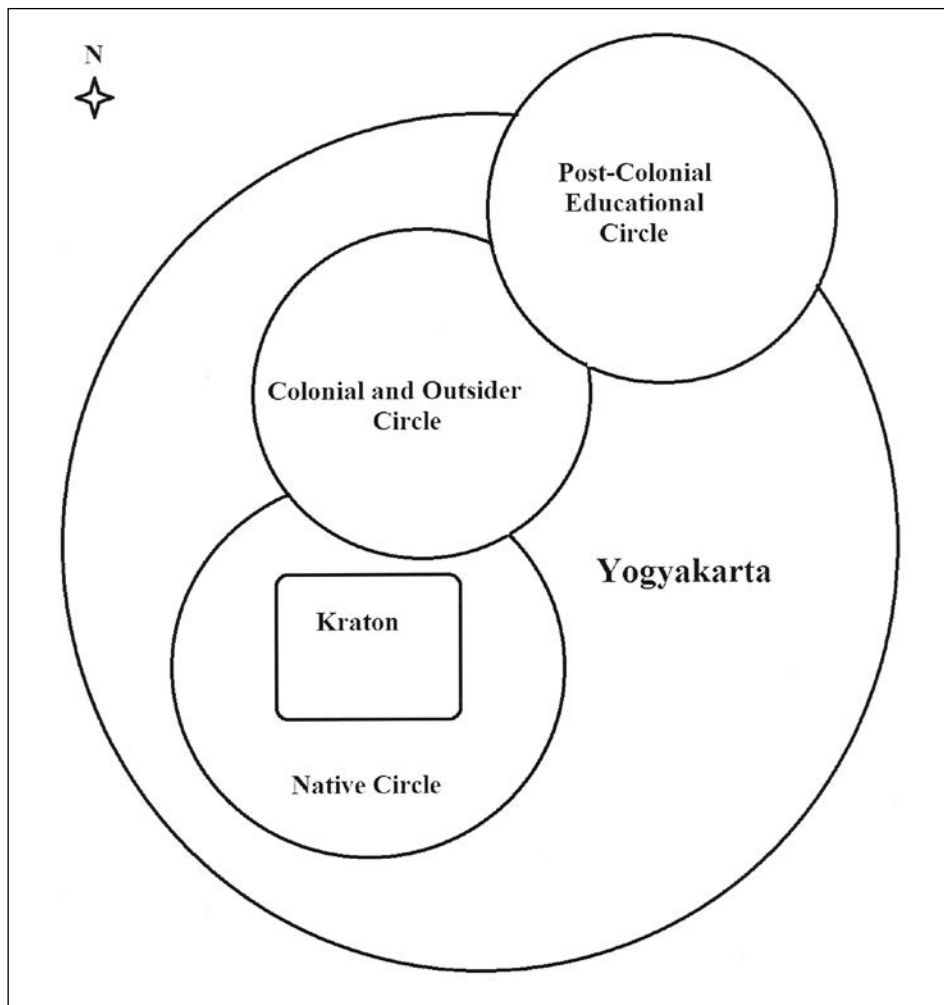 N
Post-Colonial
Educational
Circle
Colonial and Outsider
Circle
Yogyakarta
Kraton
Native Circle